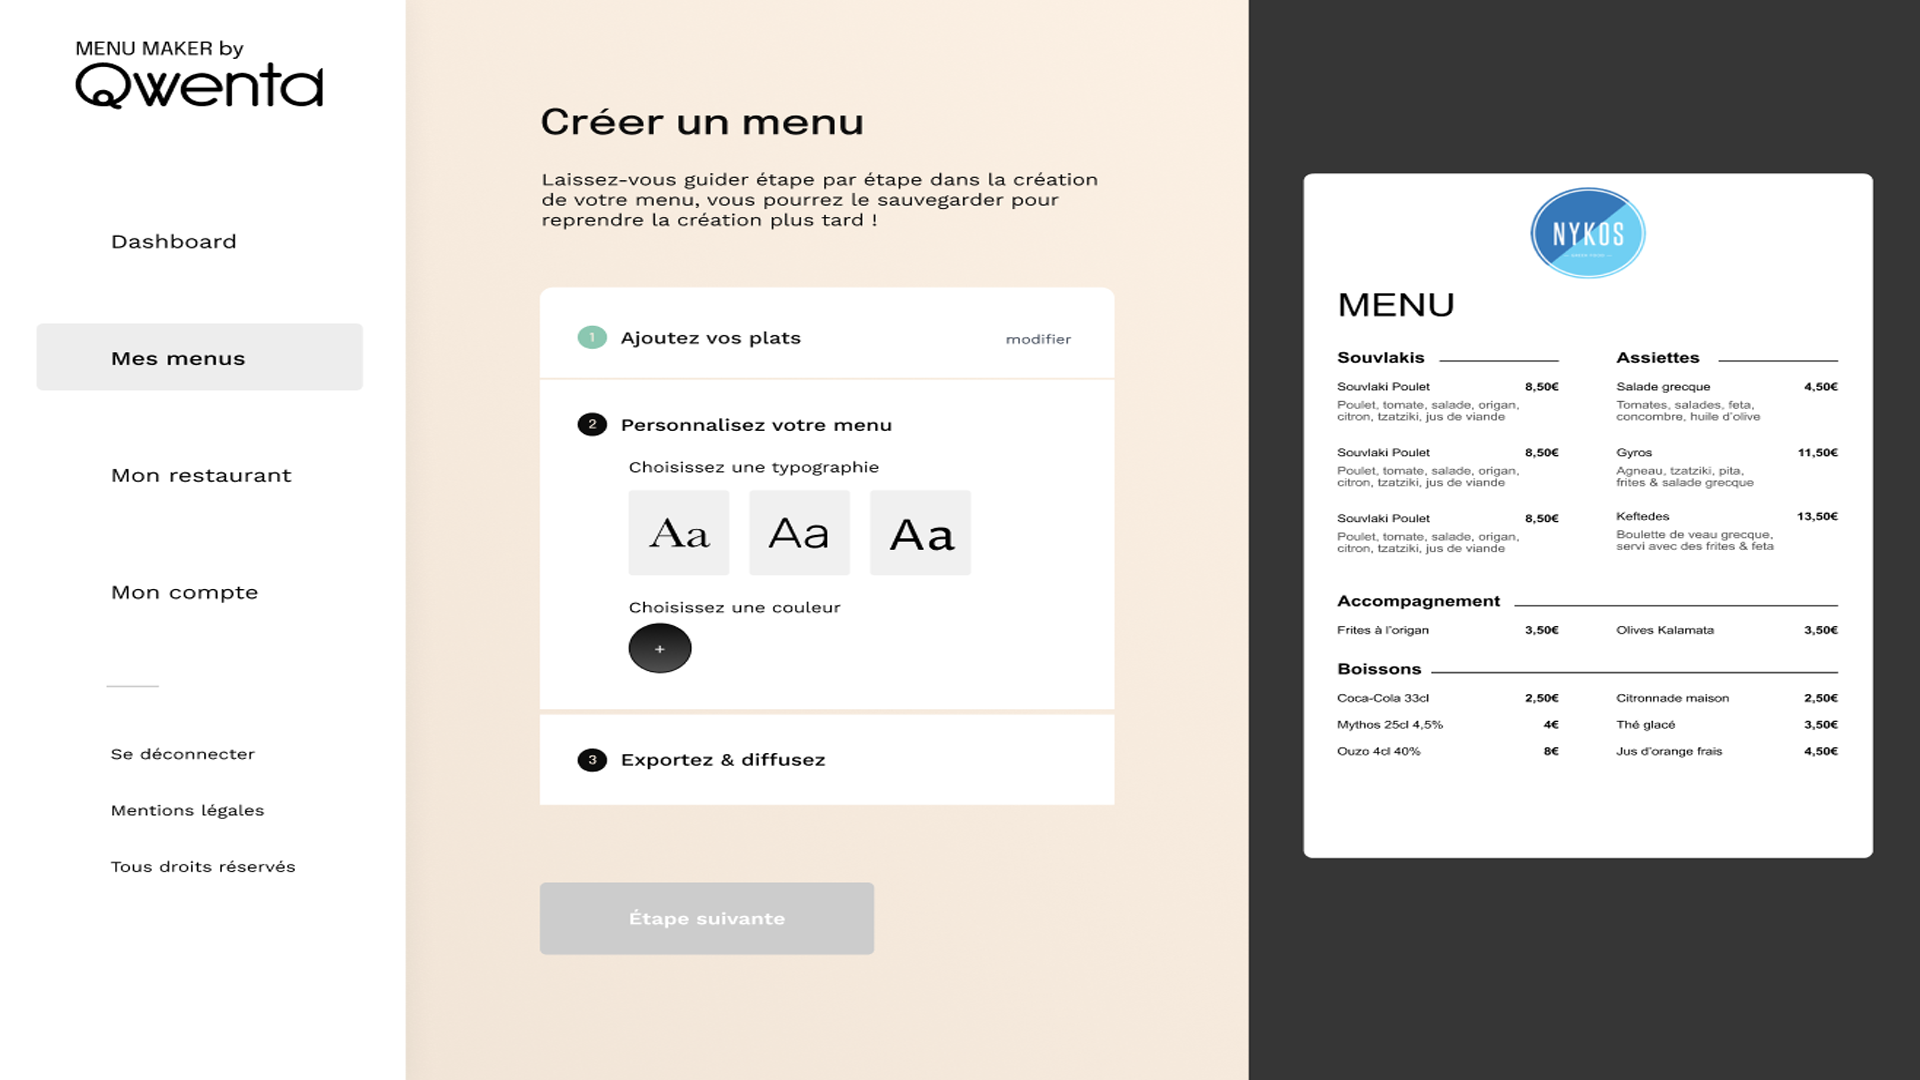 MENU MAKER by
Qwenta
Dashboard
Mes menus
Mon restaurant
Mon compte
Se déconnecter
Mentions légales
Tous droits réservés
Créer un menu
Laissez-vous guider étape par étape dans la création
de votre menu, vous pourrez le sauvegarder pour
reprendre la création plus tard !
1 Ajoutez vos plats modifier
2 Personnalisez votre menu
Choisissez une typographie
Aa Aa Aa
Choisissez une couleur
+
3 Exportez & diffusez
Étape suivante
NYKOS
MENU
Souvlakis
Souvlaki Poulet 8,50€
Poulet, tomate, salade, origan,
citron, tzatziki, jus de viande
Souvlaki Poulet 8,50€
Poulet, tomate, salade, origan,
citron, tzatziki, jus de viande
Souvlaki Poulet 8,50€
Poulet, tomate, salade, origan,
citron, tzatziki, jus de viande
Assiettes
Salade grecque 4,50€
Tomates, salades, feta,
concombre, huile d'olive
Gyros 11,50€
Agneau, tzatziki, pita,
frites & salade grecque
Keftedes 13,50€
Boulette de veau grecque,
servi avec des frites & feta
Accompagnement
Frites à l'origan 3,50€ Olives Kalamata 3,50€
Boissons
Coca-Cola 33cl 2,50€ Citronnade maison 2,50€
Mythos 25cl 4,5% 4€ Thé glacé 3,50€
Ouzo 4cl 40% 8€ Jus d'orange frais 4,50€